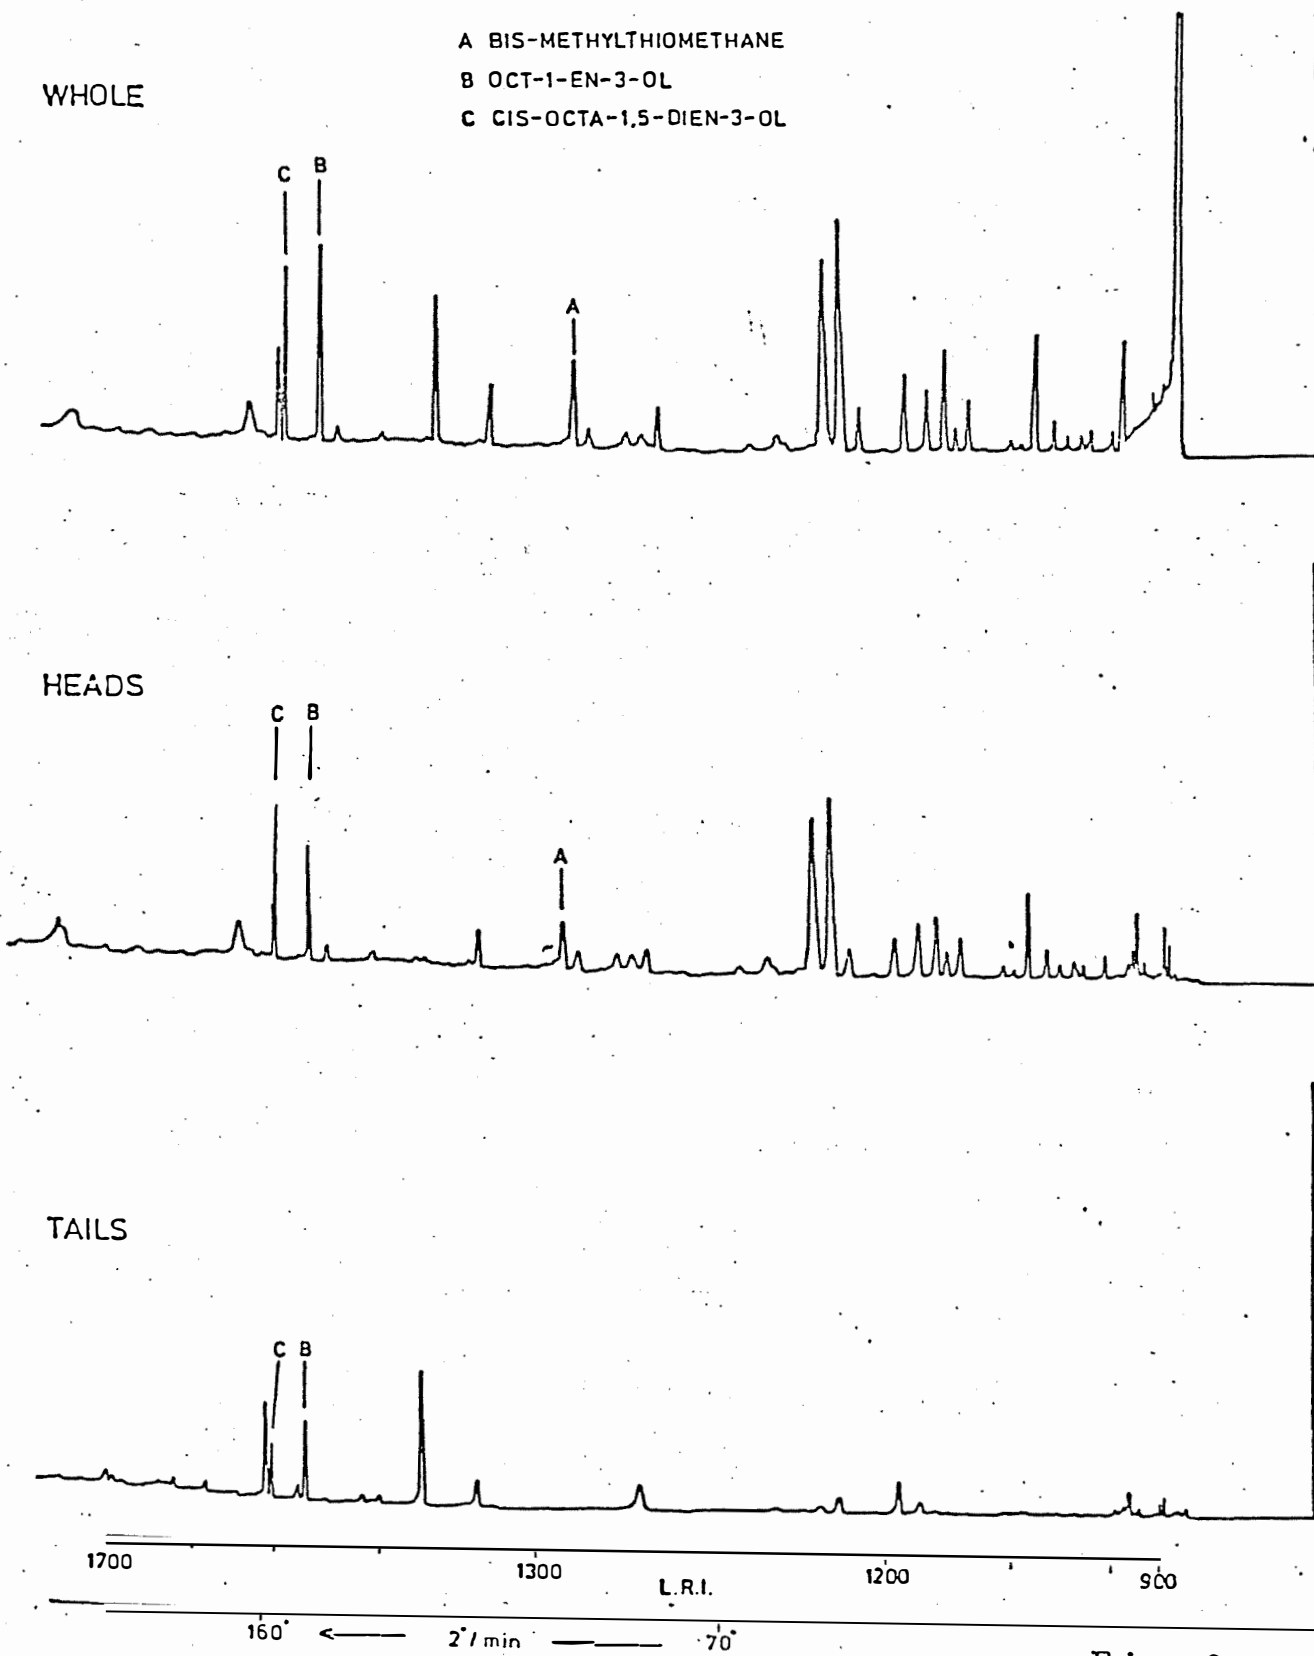 A BIS-METHYLTHIOMETHANE
B OCT-1-EN-3-OL
C CIS-OCTA-1,5-DIEN-3-OL
WHOLE
C B
A
HEADS
C B
A
TAILS
C B
1700 1300 1200 900
L.R.I.
160° 2°/min 70°